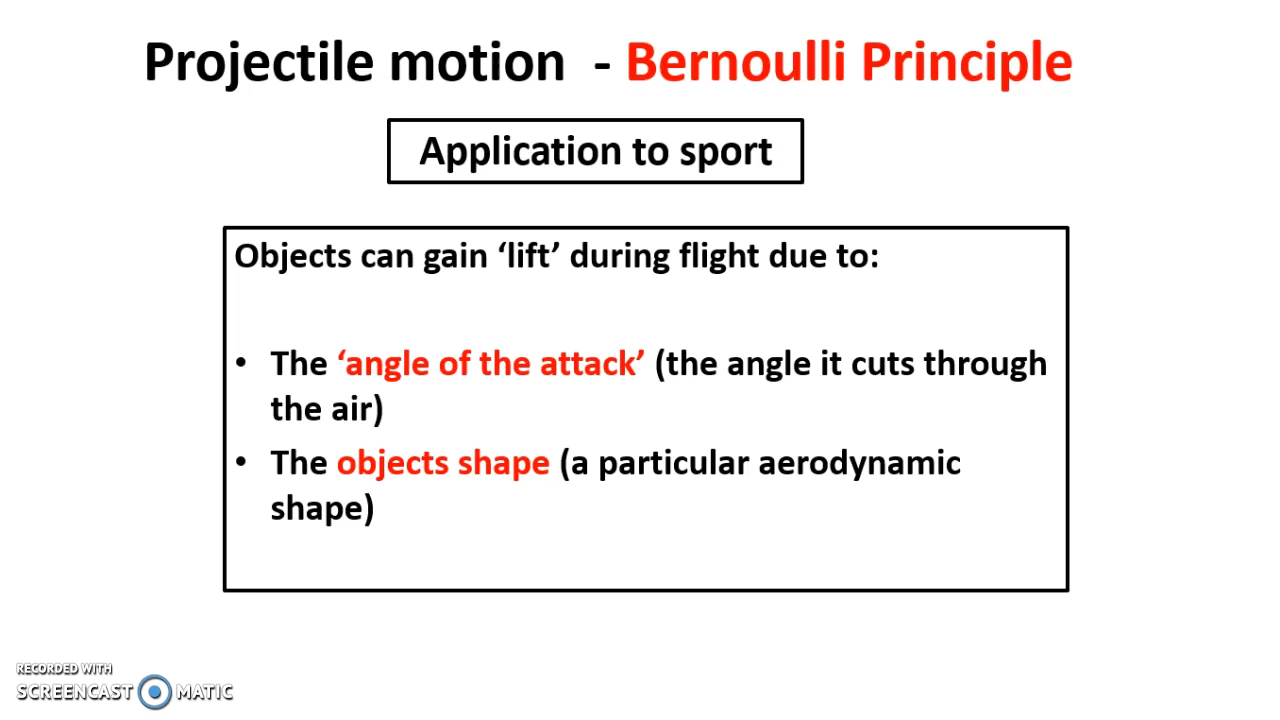 Projectile motion - Bernoulli Principle
Application to sport
Objects can gain ‘lift’ during flight due to:
• The ‘angle of the attack’ (the angle it cuts through
the air)
• The objects shape (a particular aerodynamic
shape)
RECORDED WITH
SCREENCAST MATIC